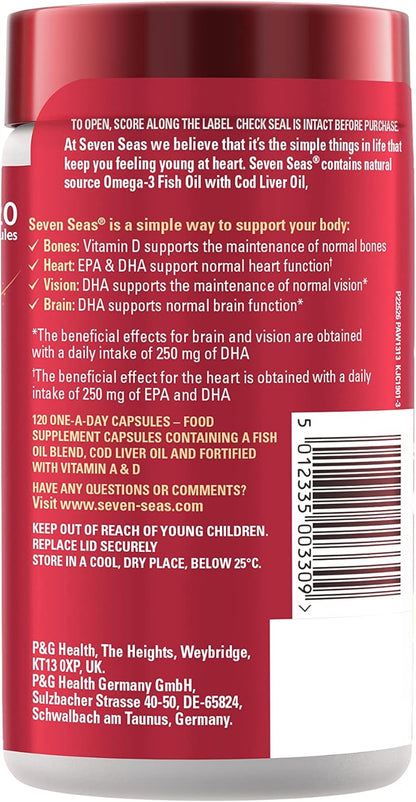 TO OPEN, SCORE ALONG THE LABEL. CHECK SEAL IS INTACT BEFORE PURCHASE
At Seven Seas we believe that it's the simple things in life that
keep you feeling young at heart. Seven Seas® contains natural
source Omega-3 Fish Oil with Cod Liver Oil,
Seven Seas® is a simple way to support your body:
✓ Bones: Vitamin D supports the maintenance of normal bones
✓ Heart: EPA & DHA support normal heart function†
✓ Vision: DHA supports the maintenance of normal vision*
✓ Brain: DHA supports normal brain function*
*The beneficial effects for brain and vision are obtained
with a daily intake of 250 mg of DHA
†The beneficial effect for the heart is obtained with a daily
intake of 250 mg of EPA and DHA
120 ONE-A-DAY CAPSULES – FOOD
SUPPLEMENT CAPSULES CONTAINING A FISH
OIL BLEND, COD LIVER OIL AND FORTIFIED
WITH VITAMIN A & D
HAVE ANY QUESTIONS OR COMMENTS?
Visit www.seven-seas.com
KEEP OUT OF REACH OF YOUNG CHILDREN.
REPLACE LID SECURELY
STORE IN A COOL, DRY PLACE, BELOW 25°C.
P&G Health, The Heights, Weybridge,
KT13 0XP, UK.
P&G Health Germany GmbH,
Sulzbacher Strasse 40-50, DE-65824,
Schwalbach am Taunus, Germany.
P22526 PAW1313 KJC1901-3
5 012335 003309 >